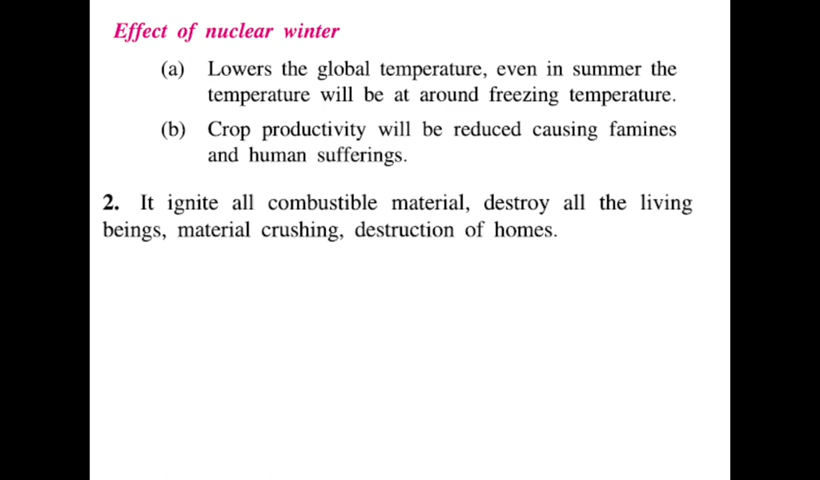 Effect of nuclear winter
(a) Lowers the global temperature, even in summer the
temperature will be at around freezing temperature.
(b) Crop productivity will be reduced causing famines
and human sufferings.
2. It ignite all combustible material, destroy all the living
beings, material crushing, destruction of homes.